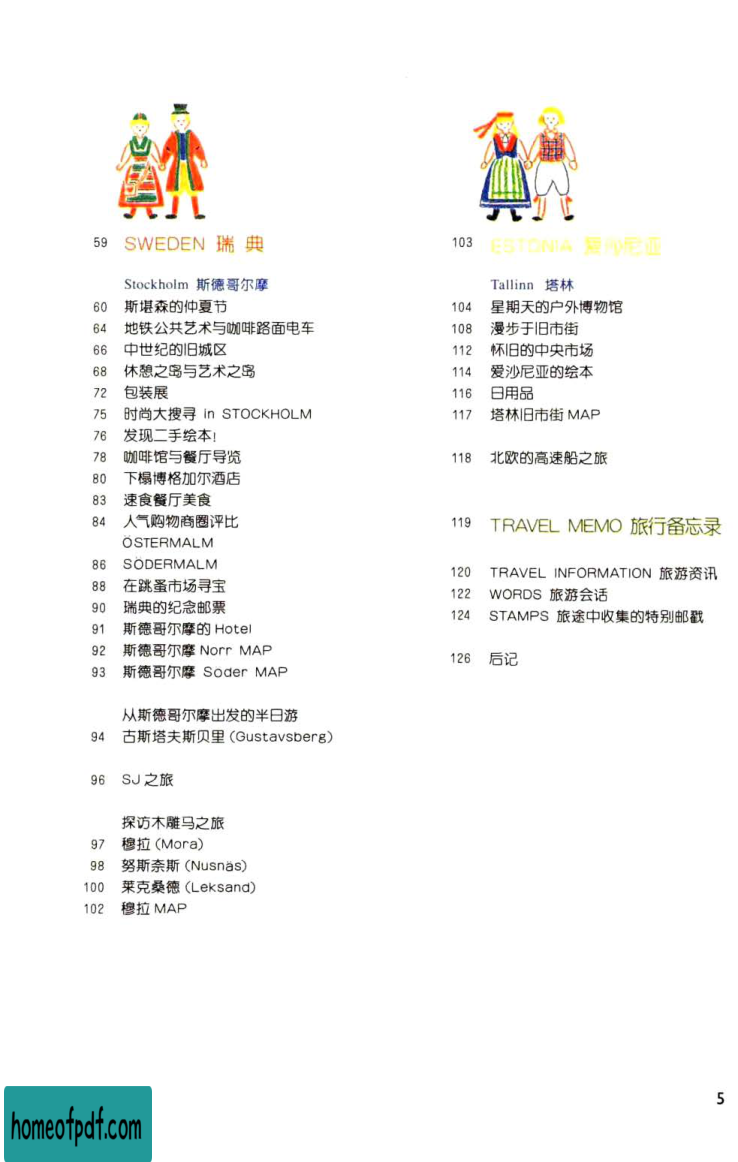 59 SWEDEN 瑞典
Stockholm 斯德哥尔摩
60 斯堪森的仲夏节
64 地铁公共艺术与咖啡路面电车
66 中世纪的旧城区
68 休憩之岛与艺术之岛
72 包装展
75 时尚大搜寻 in STOCKHOLM
76 发现二手绘本!
78 咖啡馆与餐厅导览
80 下榻博格加尔酒店
83 速食餐厅美食
84 人气购物商圈评比
ÖSTERMALM
86 SÖDERMALM
88 在跳蚤市场寻宝
90 瑞典的纪念邮票
91 斯德哥尔摩的 Hotel
92 斯德哥尔摩 Norr MAP
93 斯德哥尔摩 Söder MAP
从斯德哥尔摩出发的半日游
94 古斯塔夫斯贝里 (Gustavsberg)
96 SJ 之旅
探访木雕马之旅
97 穆拉 (Mora)
98 努斯奈斯 (Nusnäs)
100 莱克桑德 (Leksand)
102 穆拉 MAP
103 ESTONIA 爱沙尼亚
Tallinn 塔林
104 星期天的户外博物馆
108 漫步于旧市街
112 怀旧的中央市场
114 爱沙尼亚的绘本
116 日用品
117 塔林旧市街 MAP
118 北欧的高速船之旅
119 TRAVEL MEMO 旅行备忘录
120 TRAVEL INFORMATION 旅游资讯
122 WORDS 旅游会话
124 STAMPS 旅途中收集的特别邮戳
126 后记
5
homeofpdf.com